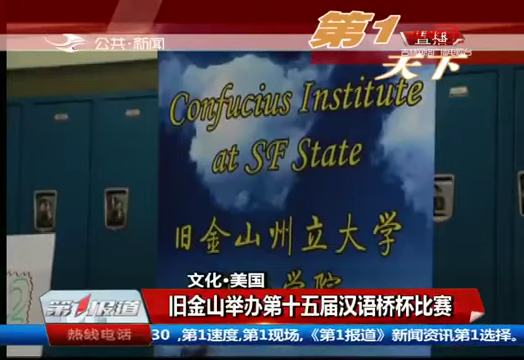 公共·新闻
第1
直播
天下
Confucius Institute
at SF State
旧金山州立大学
学院
2
文化·美国
第1报道
旧金山举办第十五届汉语桥杯比赛
热线电话
30 ,第1速度,第1现场,《第1报道》新闻资讯第1选择。